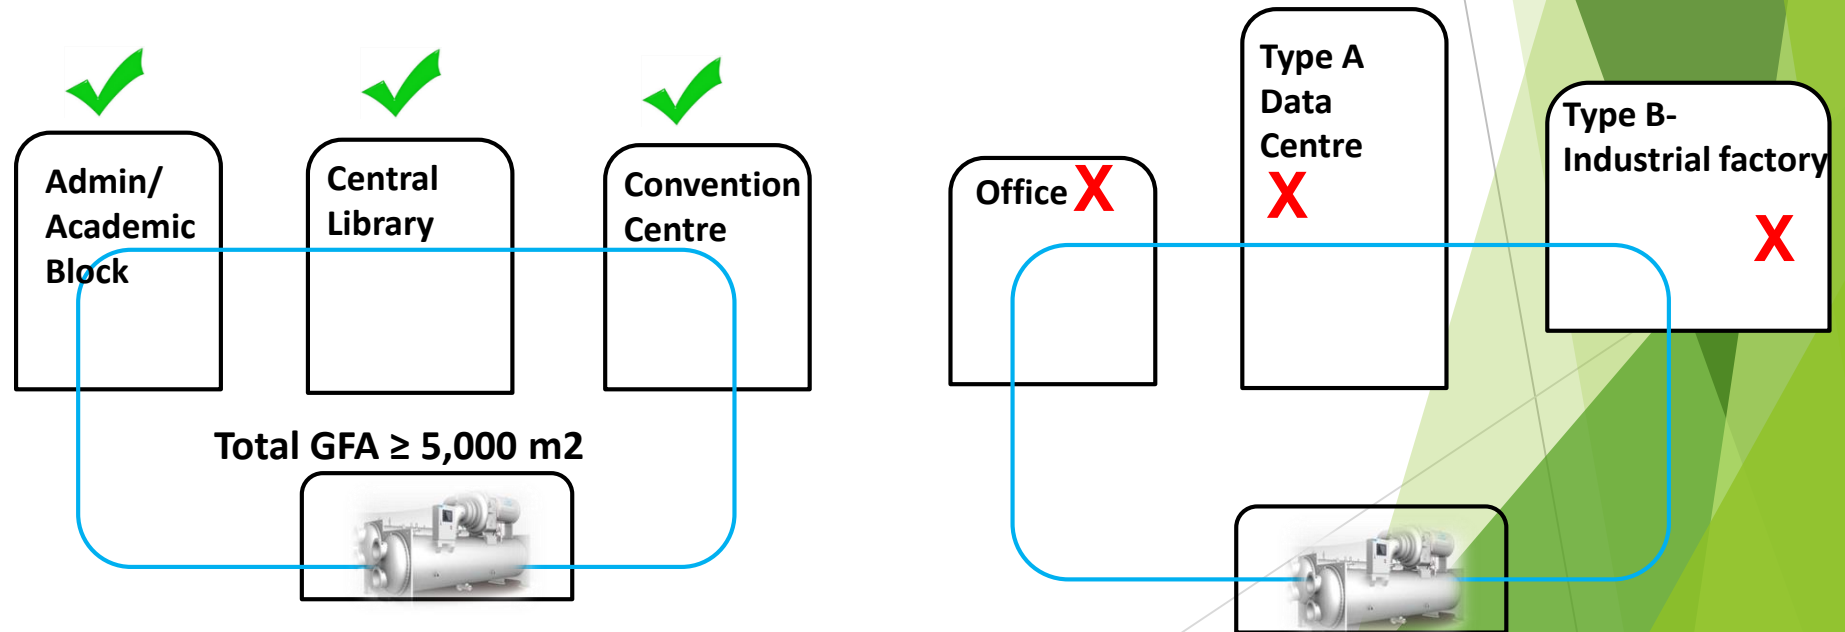 Admin/
Academic
Block
Central
Library
Convention
Centre
Total GFA ≥ 5,000 m2
Office X
Type A
Data
Centre
X
Type B-
Industrial factory
X